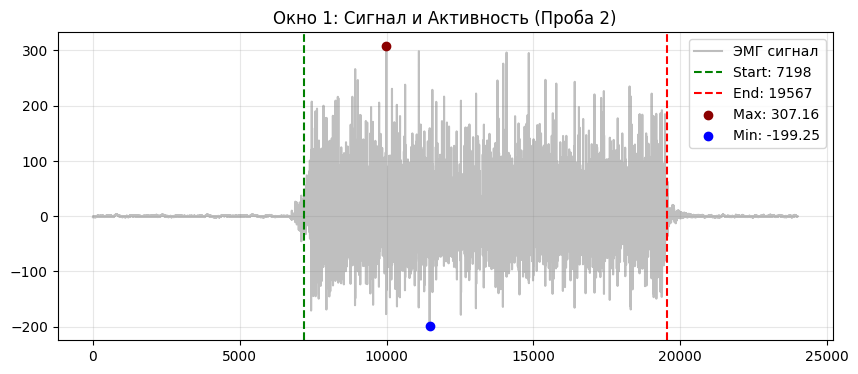 Окно 1: Сигнал и Активность (Проба 2)
300
200
100
0
−100
−200
0
5000
10000
15000
20000
25000
ЭМГ сигнал
Start: 7198
End: 19567
Max: 307.16
Min: -199.25